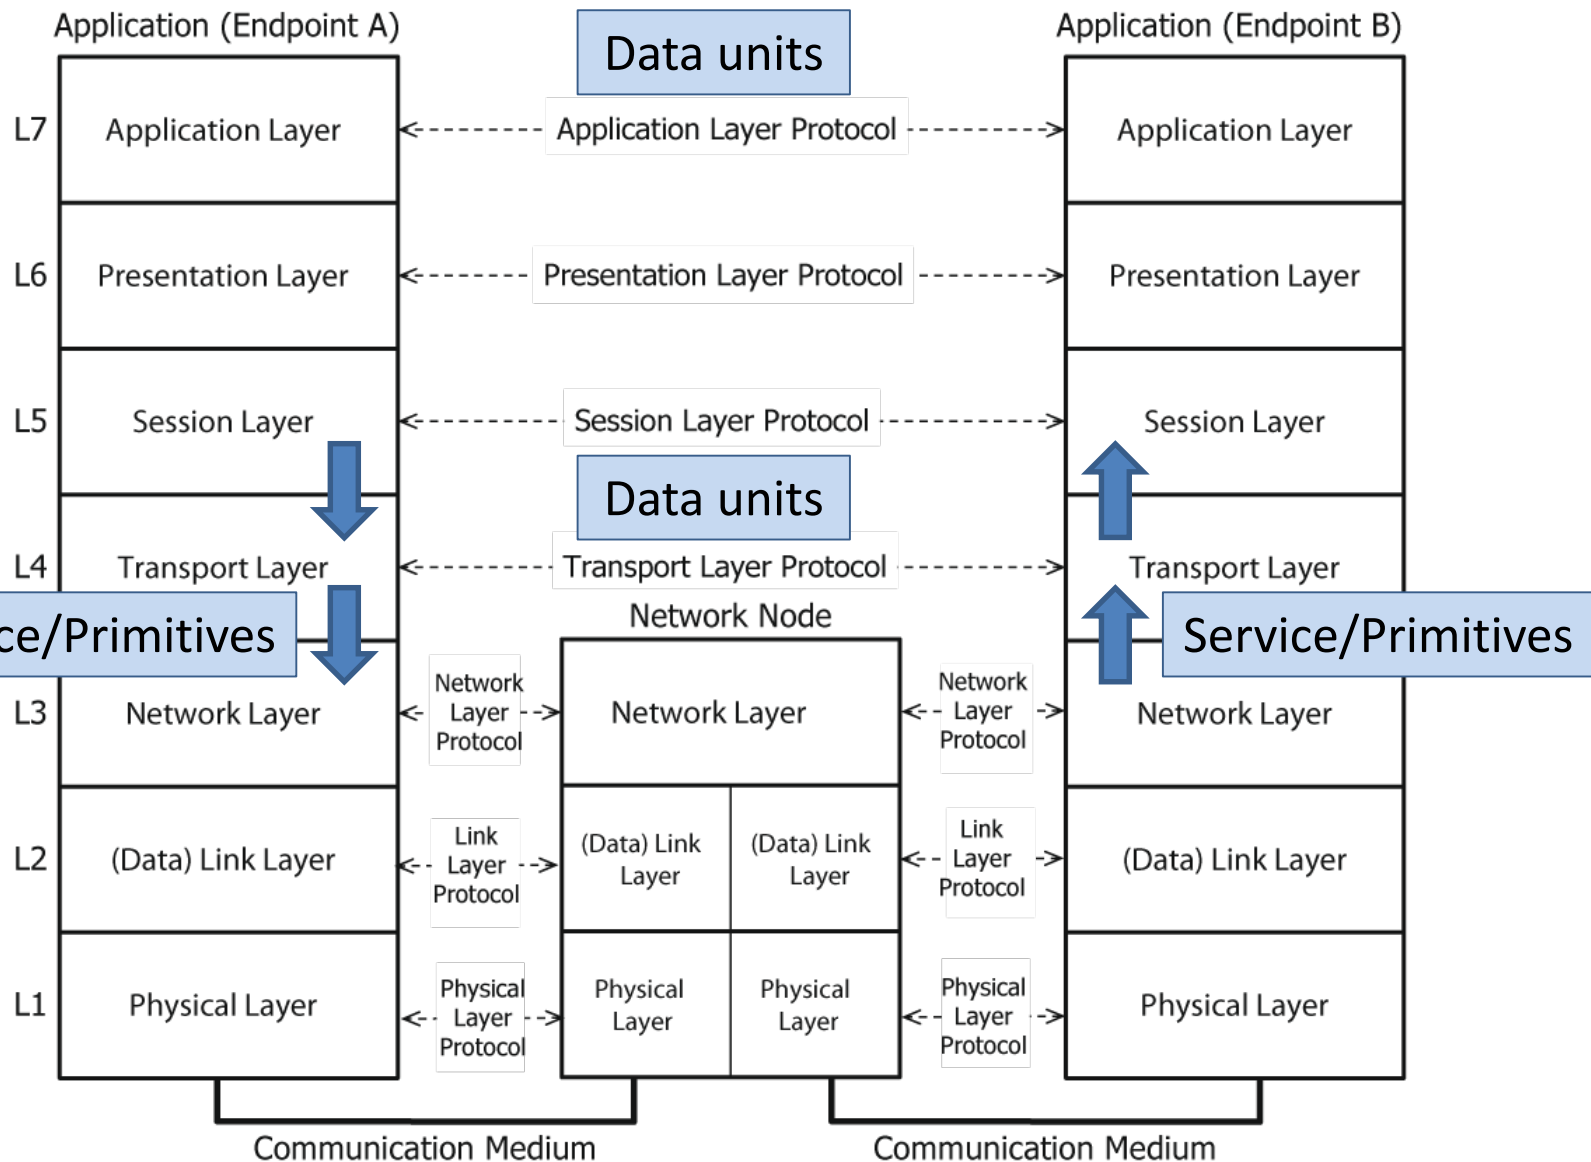 Application (Endpoint A)
Data units
Application (Endpoint B)
L7
Application Layer
Application Layer Protocol
Application Layer
L6
Presentation Layer
Presentation Layer Protocol
Presentation Layer
L5
Session Layer
Session Layer Protocol
Session Layer
Data units
L4
Transport Layer
Transport Layer Protocol
Transport Layer
ce/Primitives
Network Node
Service/Primitives
L3
Network Layer
Network
Layer
Protocol
Network Layer
Network
Layer
Protocol
Network Layer
L2
(Data) Link Layer
Link
Layer
Protocol
(Data) Link
Layer
(Data) Link
Layer
Link
Layer
Protocol
(Data) Link Layer
L1
Physical Layer
Physical
Layer
Protocol
Physical
Layer
Physical
Layer
Physical
Layer
Protocol
Physical Layer
Communication Medium
Communication Medium